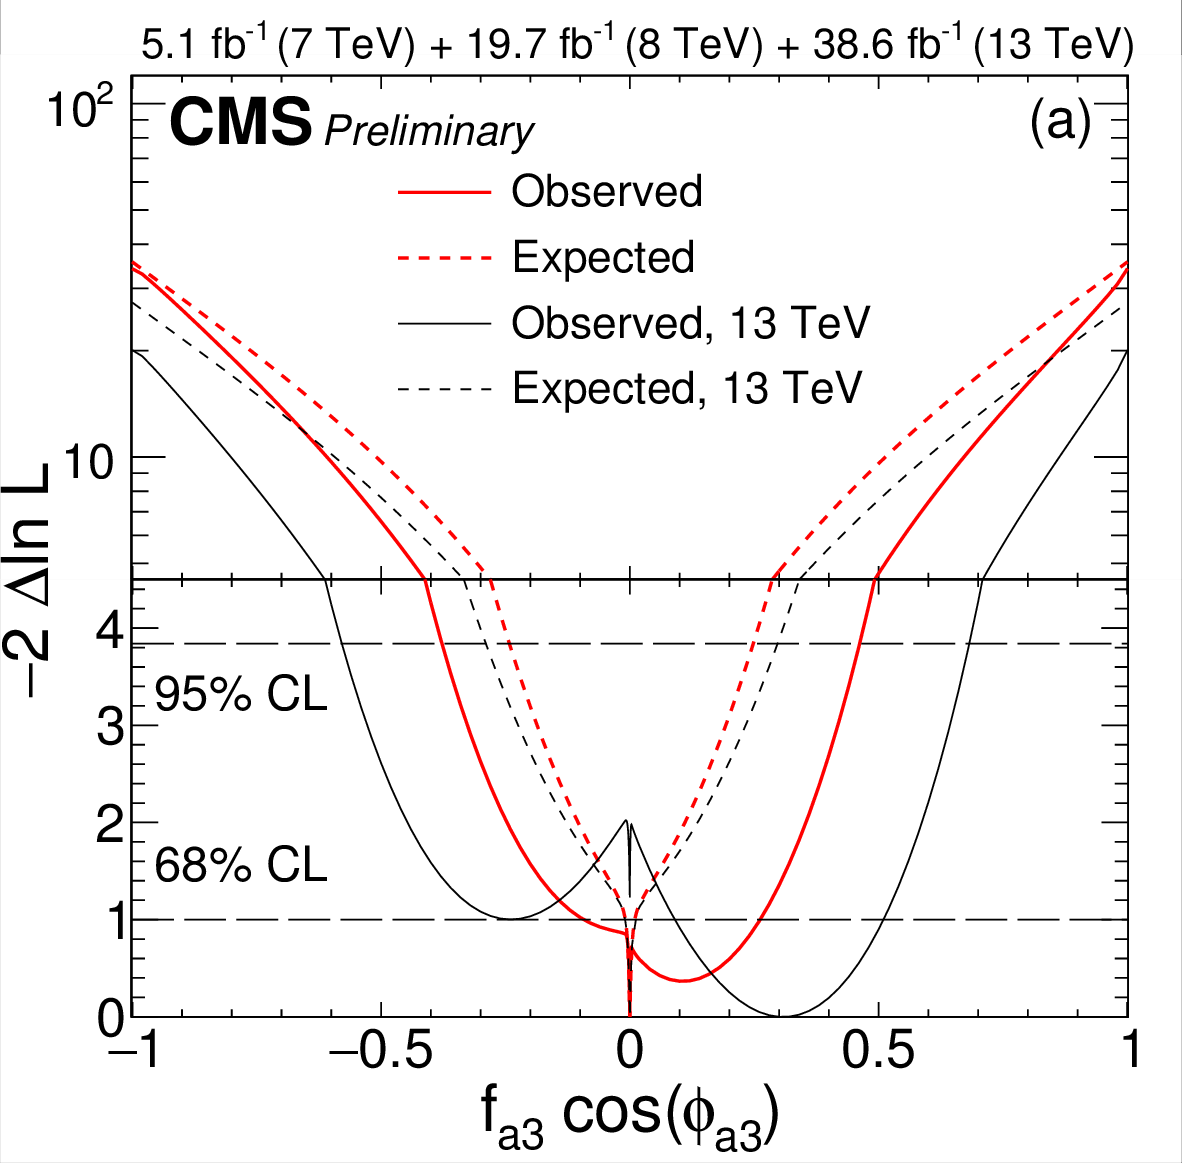 5.1 fb⁻¹ (7 TeV) + 19.7 fb⁻¹ (8 TeV) + 38.6 fb⁻¹ (13 TeV)
CMS Preliminary (a)
Observed
Expected
Observed, 13 TeV
Expected, 13 TeV
10²
10
−2 Δln L
4
95% CL
3
2
68% CL
1
0
−1 −0.5 0 0.5 1
f_a3 cos(ϕ_a3)